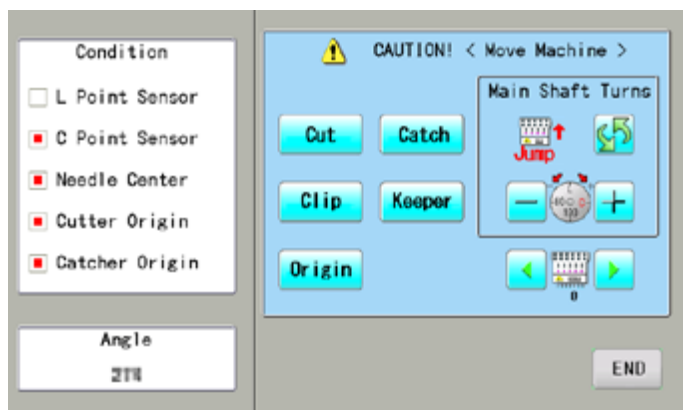 Condition
L Point Sensor
C Point Sensor
Needle Center
Cutter Origin
Catcher Origin
Angle
CAUTION! < Move Machine >
Main Shaft Turns
Cut
Catch
Jump
Clip
Keeper
100
Origin
0
END